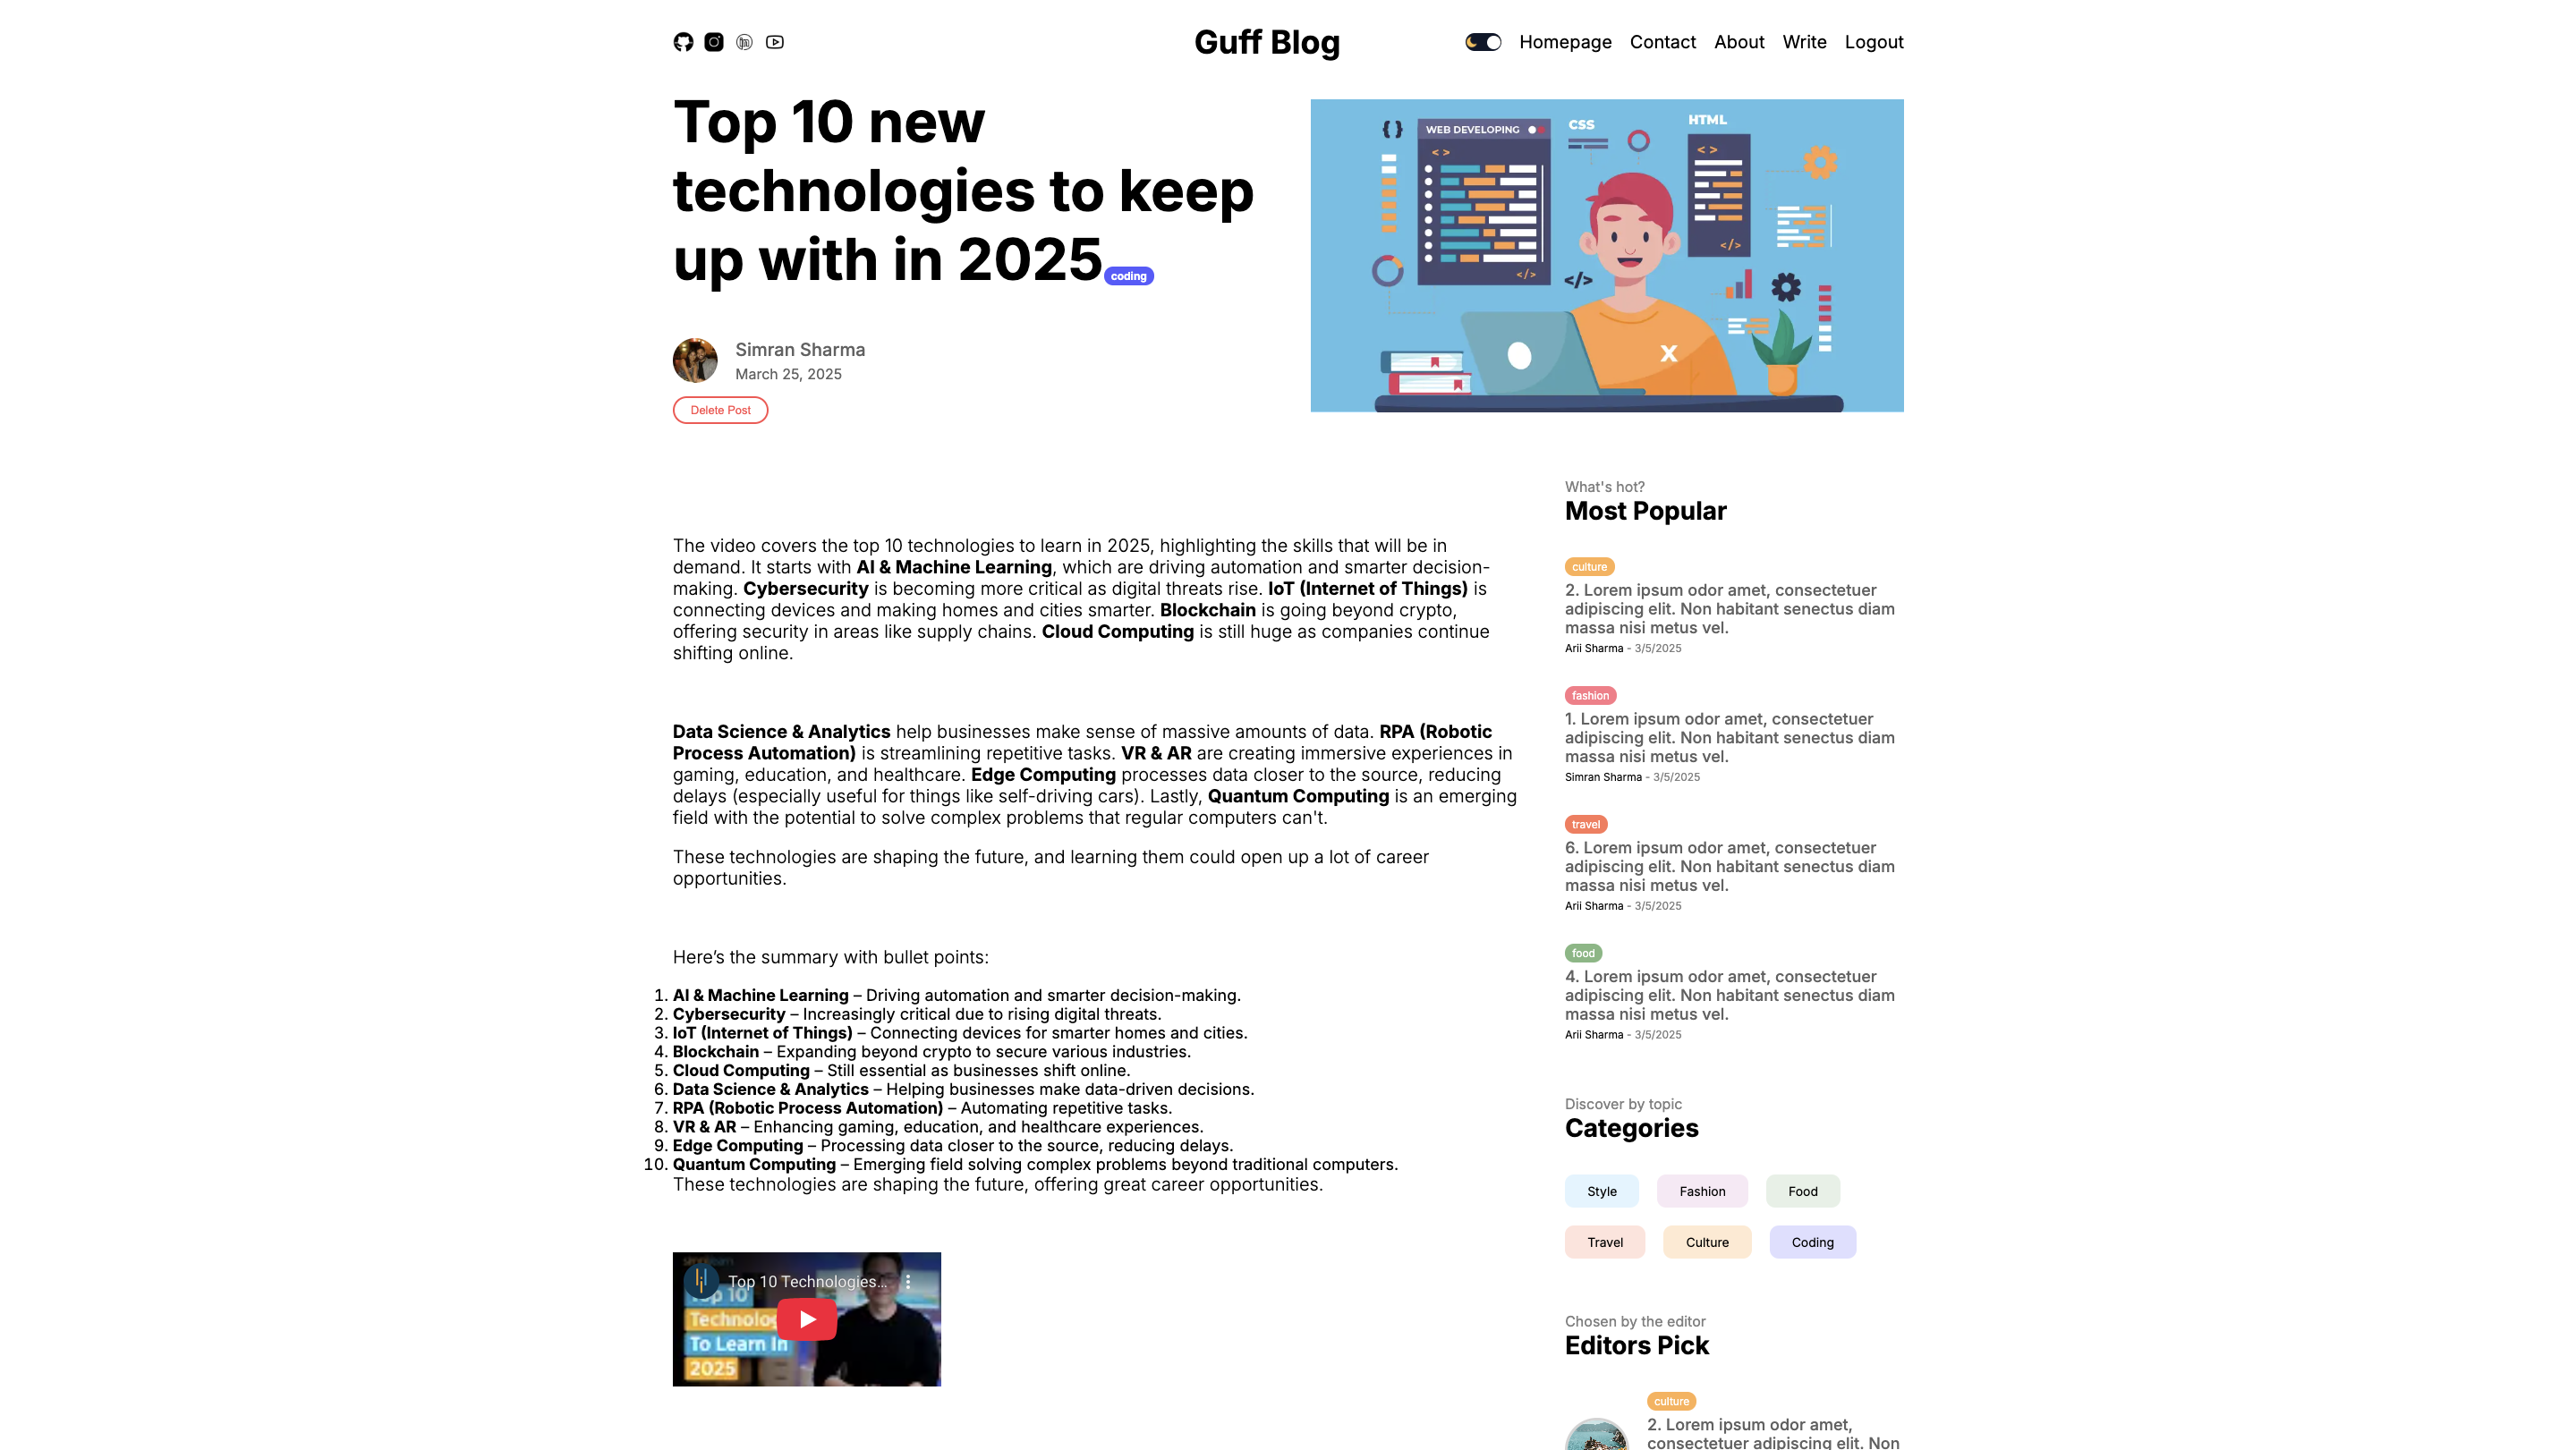 Guff Blog
Homepage Contact About Write Logout
Top 10 new
technologies to keep
up with in 2025 coding
WEB DEVELOPING
CSS
HTML
Simran Sharma
March 25, 2025
Delete Post
The video covers the top 10 technologies to learn in 2025, highlighting the skills that will be in
demand. It starts with AI & Machine Learning, which are driving automation and smarter decision-
making. Cybersecurity is becoming more critical as digital threats rise. IoT (Internet of Things) is
connecting devices and making homes and cities smarter. Blockchain is going beyond crypto,
offering security in areas like supply chains. Cloud Computing is still huge as companies continue
shifting online.
Data Science & Analytics help businesses make sense of massive amounts of data. RPA (Robotic
Process Automation) is streamlining repetitive tasks. VR & AR are creating immersive experiences in
gaming, education, and healthcare. Edge Computing processes data closer to the source, reducing
delays (especially useful for things like self-driving cars). Lastly, Quantum Computing is an emerging
field with the potential to solve complex problems that regular computers can't.
These technologies are shaping the future, and learning them could open up a lot of career
opportunities.
Here’s the summary with bullet points:
1. AI & Machine Learning – Driving automation and smarter decision-making.
2. Cybersecurity – Increasingly critical due to rising digital threats.
3. IoT (Internet of Things) – Connecting devices for smarter homes and cities.
4. Blockchain – Expanding beyond crypto to secure various industries.
5. Cloud Computing – Still essential as businesses shift online.
6. Data Science & Analytics – Helping businesses make data-driven decisions.
7. RPA (Robotic Process Automation) – Automating repetitive tasks.
8. VR & AR – Enhancing gaming, education, and healthcare experiences.
9. Edge Computing – Processing data closer to the source, reducing delays.
10. Quantum Computing – Emerging field solving complex problems beyond traditional computers.
These technologies are shaping the future, offering great career opportunities.
Top 10 Technologies...
Top 10
To Learn In
2025
What's hot?
Most Popular
culture
2. Lorem ipsum odor amet, consectetuer
adipiscing elit. Non habitant senectus diam
massa nisi metus vel.
Arii Sharma - 3/5/2025
fashion
1. Lorem ipsum odor amet, consectetuer
adipiscing elit. Non habitant senectus diam
massa nisi metus vel.
Simran Sharma - 3/5/2025
travel
6. Lorem ipsum odor amet, consectetuer
adipiscing elit. Non habitant senectus diam
massa nisi metus vel.
Arii Sharma - 3/5/2025
food
4. Lorem ipsum odor amet, consectetuer
adipiscing elit. Non habitant senectus diam
massa nisi metus vel.
Arii Sharma - 3/5/2025
Discover by topic
Categories
Style Fashion Food
Travel Culture Coding
Chosen by the editor
Editors Pick
culture
2. Lorem ipsum odor amet,
consectetuer adipiscing elit. Non